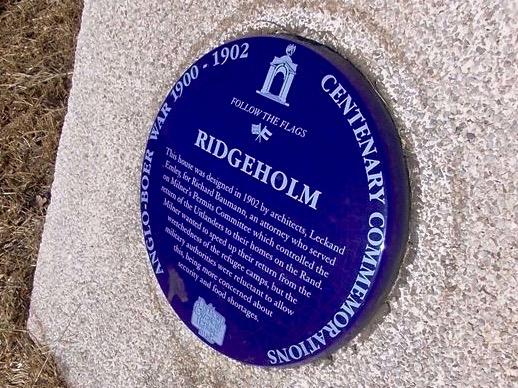 ANGLO-BOER WAR 1900 - 1902
CENTENARY COMMEMORATIONS
FOLLOW THE FLAGS
RIDGEHOLM
This house was designed in 1902 by architects, Leckand
Emley, for Richard Baumann, an attorney who served
on Milner's Permits Committee which controlled the
return of the Uitlanders to their homes on the Rand.
Milner wanted to speed up their return from the
wretchedness of the refugee camps, but the
military authorities were reluctant to allow
this, being more concerned about
security and food shortages.